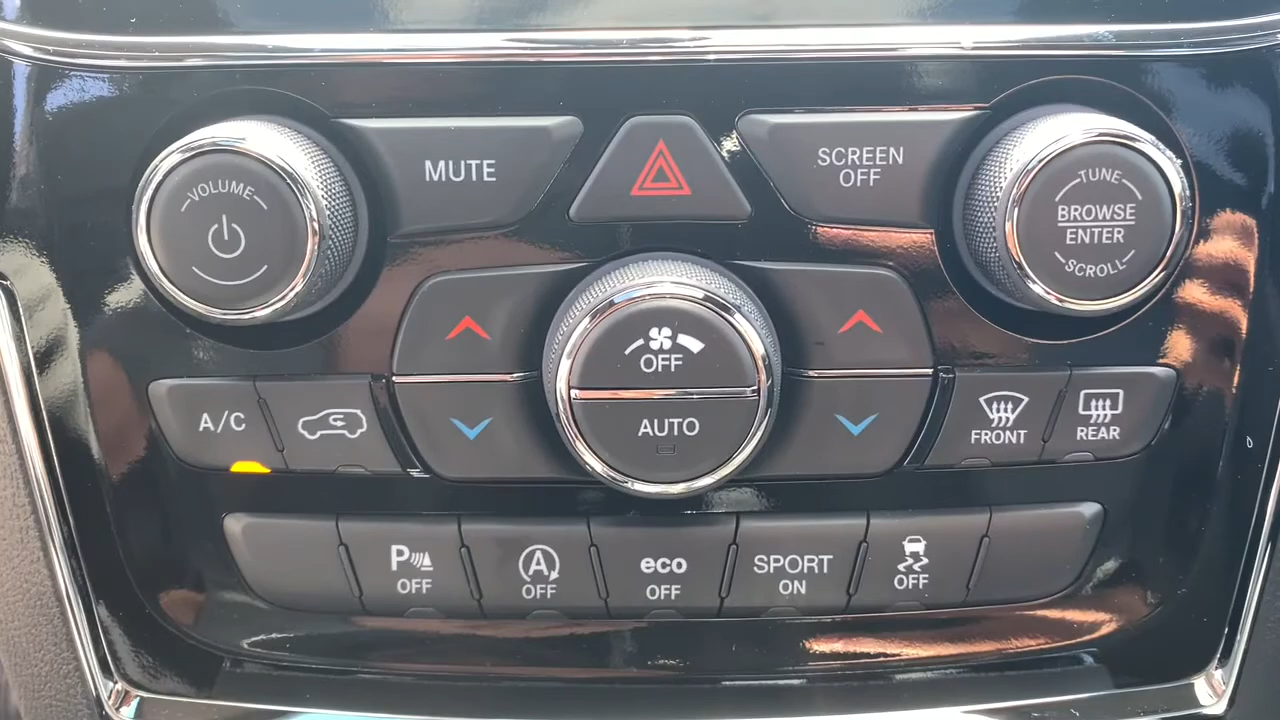 VOLUME
MUTE
SCREEN
OFF
TUNE
BROWSE
ENTER
SCROLL
OFF
AUTO
A/C
FRONT
REAR
P
OFF
A
OFF
eco
OFF
SPORT
ON
OFF